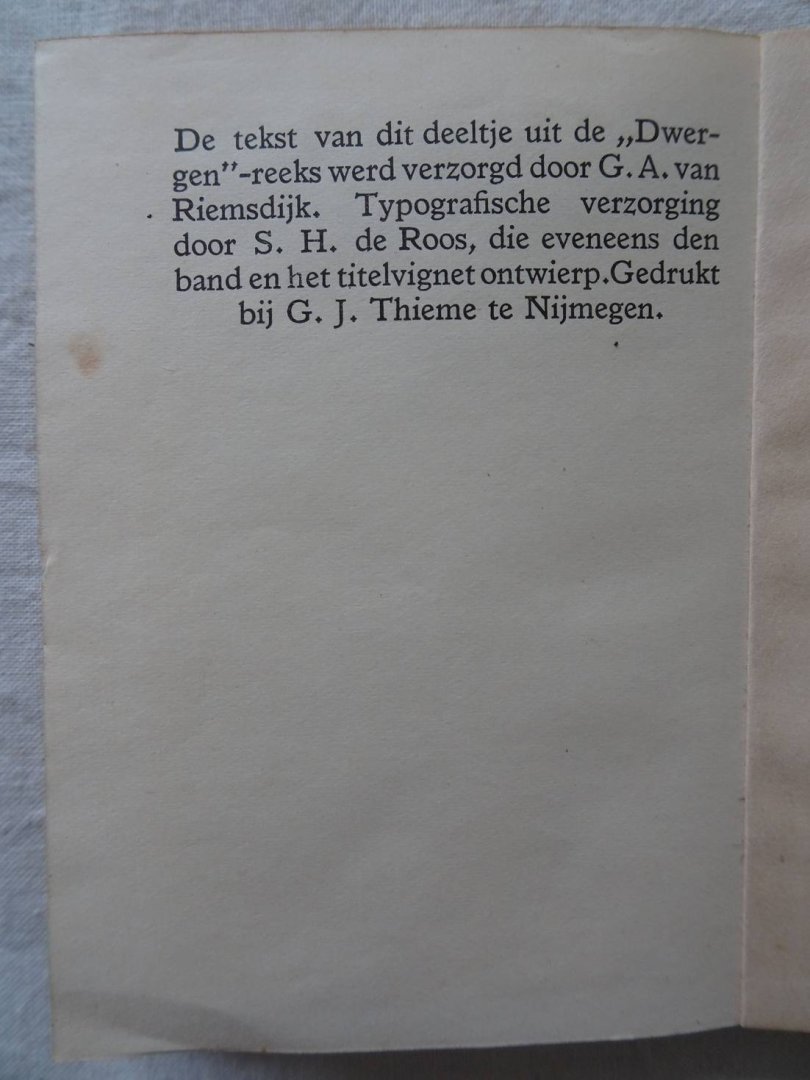 De tekst van dit deeltje uit de „Dwer-
gen”-reeks werd verzorgd door G. A. van
Riemsdijk. Typografische verzorging
door S. H. de Roos, die eveneens den
band en het titelvignet ontwierp.Gedrukt
bij G. J. Thieme te Nijmegen.